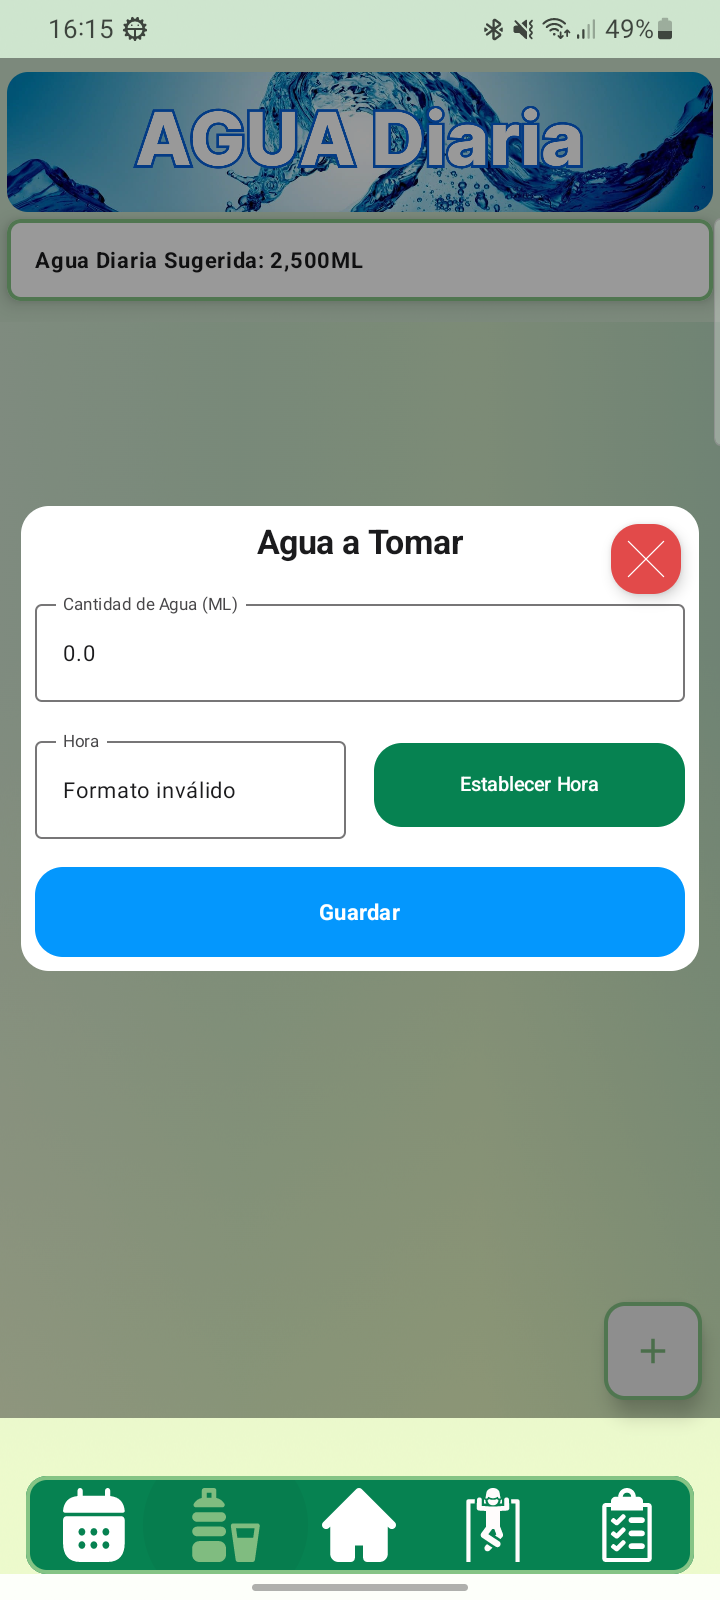 16:15
49%
AGUA Diaria
Agua Diaria Sugerida: 2,500ML
Agua a Tomar
Cantidad de Agua (ML)
0.0
Hora
Formato inválido
Establecer Hora
Guardar